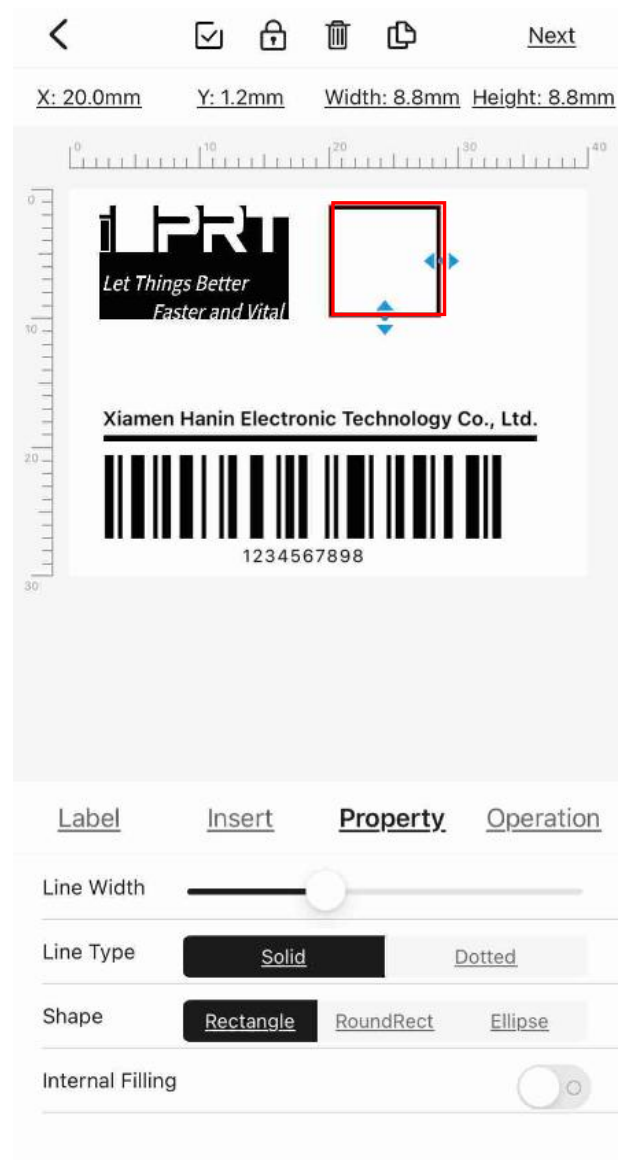 Next
X: 20.0mm Y: 1.2mm Width: 8.8mm Height: 8.8mm
0 10 20 30 40
0
PRT
Let Things Better
Faster and Vital
10
Xiamen Hanin Electronic Technology Co., Ltd.
20
1234567898
30
Label Insert Property Operation
Line Width
Line Type Solid Dotted
Shape Rectangle RoundRect Ellipse
Internal Filling